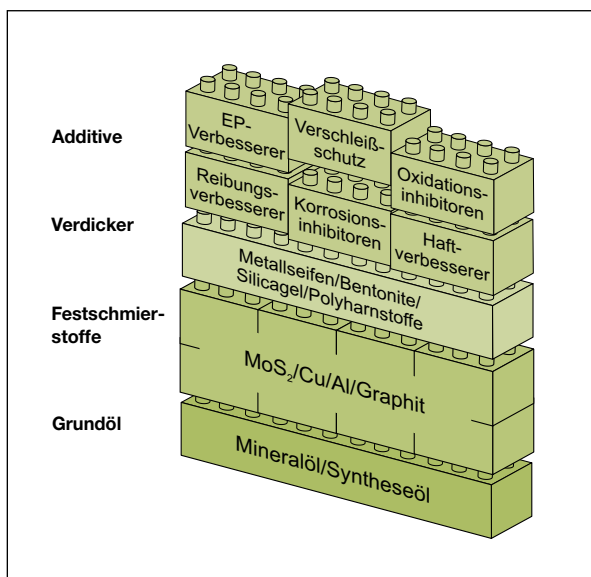 Additive
Verdicker
Festschmier-
stoffe
Grundöl
EP-
Verbesserer
Verschleiß-
schutz
Oxidations-
inhibitoren
Reibungs-
verbesserer
Korrosions-
inhibitoren
Haft-
verbesserer
Metallseifen/Bentonite/
Silicagel/Polyharnstoffe
MoS₂/Cu/Al/Graphit
Mineralöl/Syntheseöl